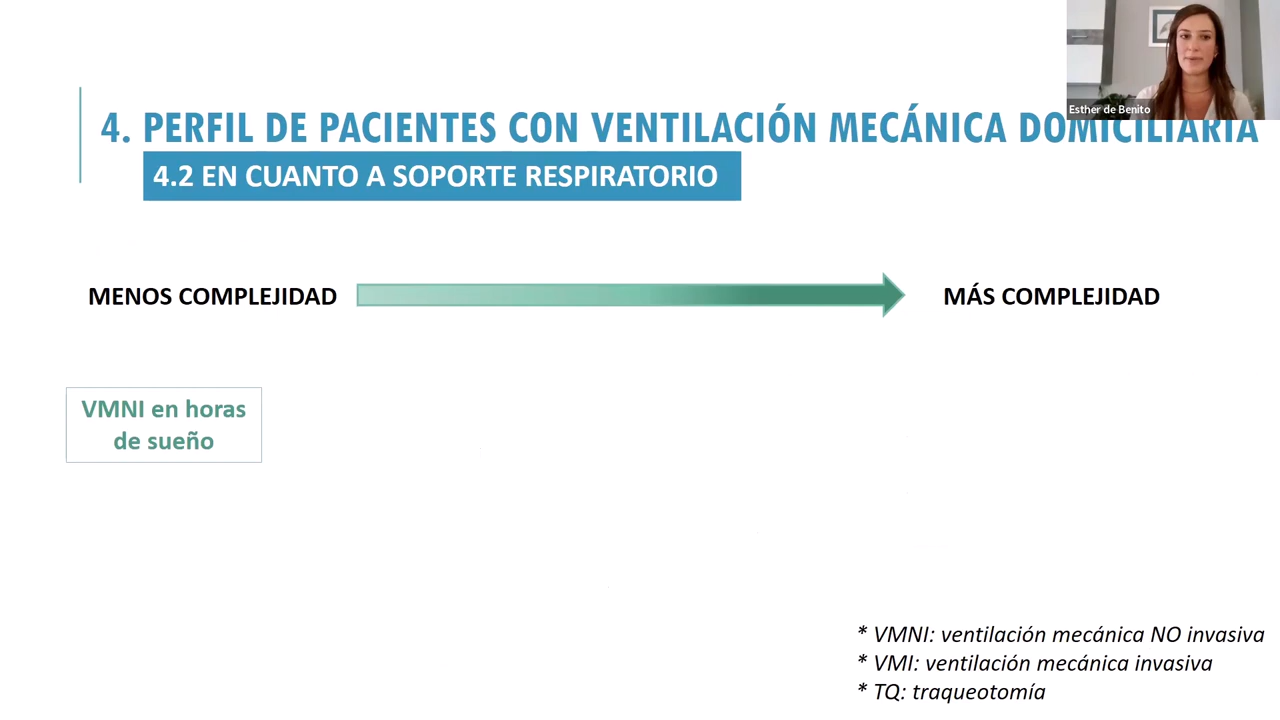 Esther de Benito
4. PERFIL DE PACIENTES CON VENTILACIÓN MECÁNICA DOMICILIARIA
4.2 EN CUANTO A SOPORTE RESPIRATORIO
MENOS COMPLEJIDAD
MÁS COMPLEJIDAD
VMNI en horas
de sueño
* VMNI: ventilación mecánica NO invasiva
* VMI: ventilación mecánica invasiva
* TQ: traqueotomía